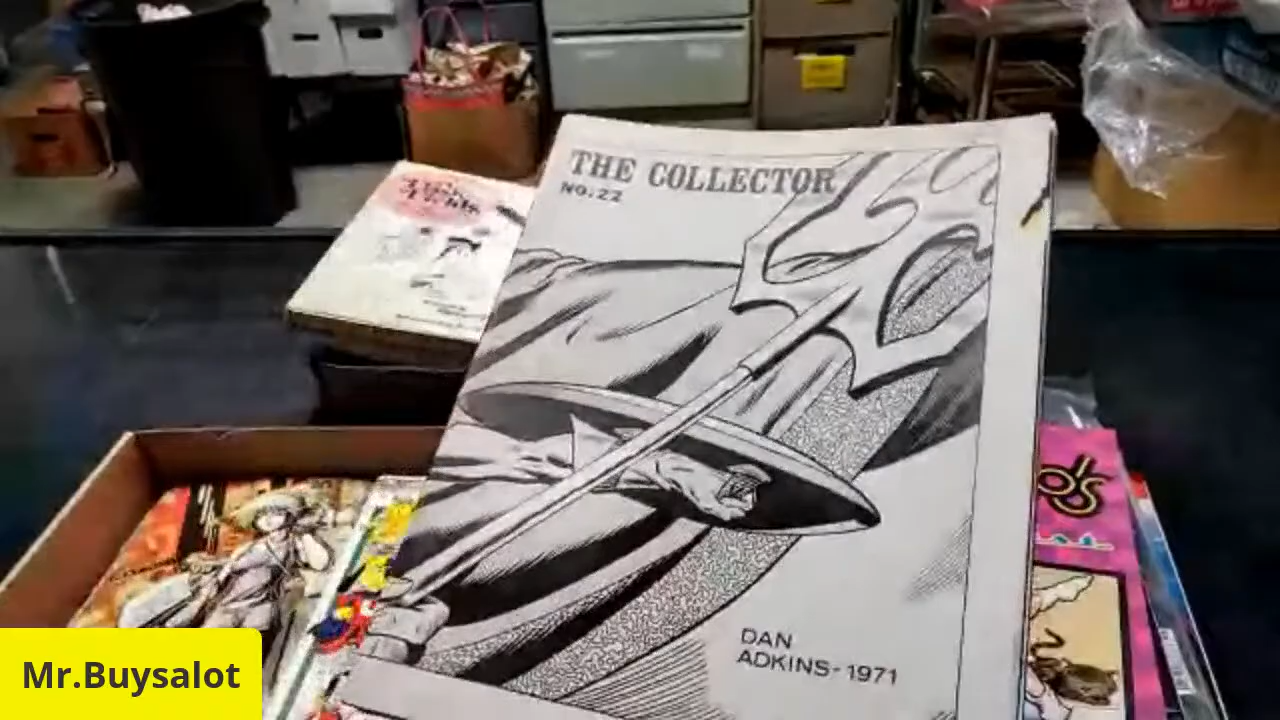 THE COLLECTOR
NO. 22
DAN
ADKINS-1971
Mr.Buysalot